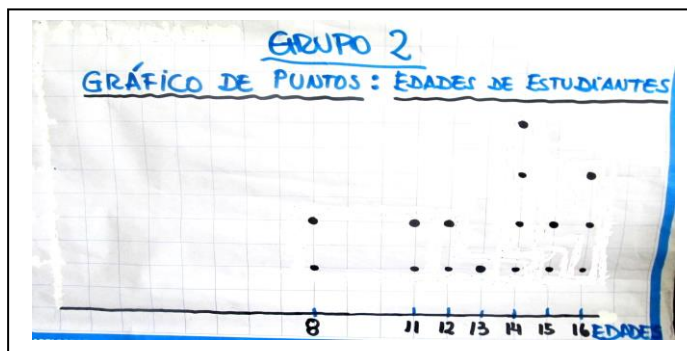 GRUPO 2
GRÁFICO DE PUNTOS: EDADES DE ESTUDIANTES
8 11 12 13 14 15 16 EDADES